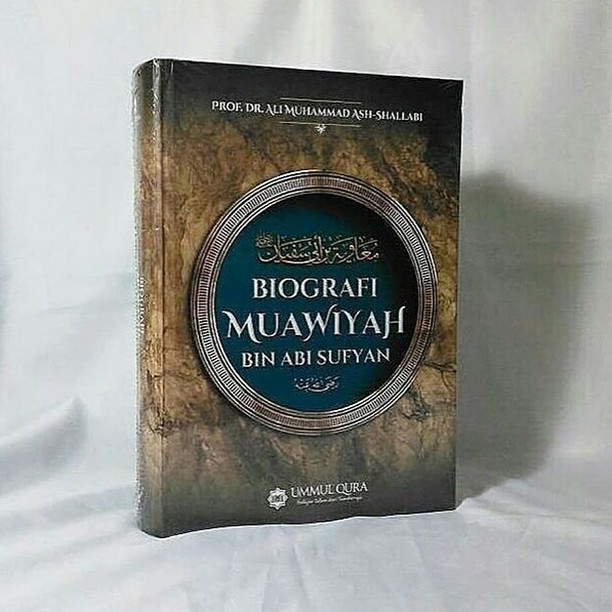 PROF. DR. ALI MUHAMMAD ASH-SHALLABI
معاوية بن أبي سفيان
BIOGRAFI
MUAWIYAH
BIN ABI SUFYAN
رضي الله عنه
UMMUL QURA